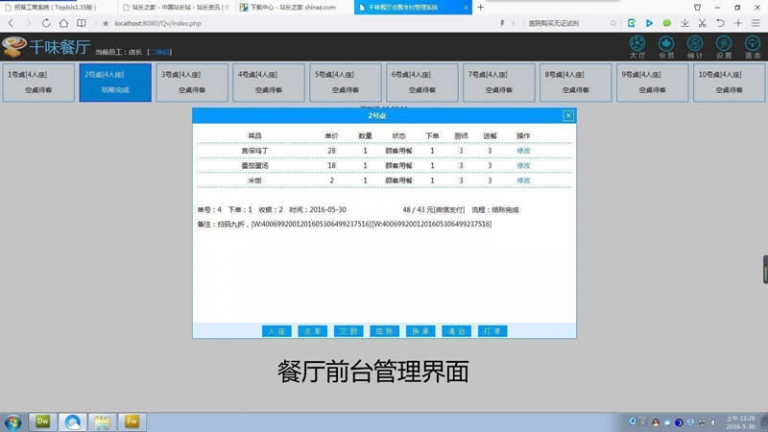 千味餐厅 当前员工：店长
localhost:8080/Qv/index.php
站长之家 - 中国站长站 - 站长资讯
下载中心 - 站长之家 chinaz.com
千味餐厅微餐支付管理系统
大厅 会员 统计 设置 退出
1号桌[4人座] 2号桌[4人座] 3号桌[4人座] 4号桌[4人座] 5号桌[4人座] 6号桌[4人座] 7号桌[4人座] 8号桌[4人座] 9号桌[4人座] 10号桌[4人座]
空桌待客 结账完成 空桌待客 空桌待客 空桌待客 空桌待客 空桌待客 空桌待客 空桌待客 空桌待客
2号桌
菜品 单价 数量 状态 下单 厨师 送餐 操作
宫保鸡丁 28 1 顾客用餐 1 3 3 修改
番茄蛋汤 18 1 顾客用餐 1 3 3 修改
米饭 2 1 顾客用餐 1 3 3 修改
单号：4 下单：1 收银：2 时间：2016-05-30 48 / 43 元[微信支付] 流程：结账完成
备注：扫码九折，[W:4006992001201605306499237516][W:4006992001201605306499237516]
入座 点单 结账 换桌 清台 打单
餐厅前台管理界面
Dw Fw
上午 11:29
2016-5-30